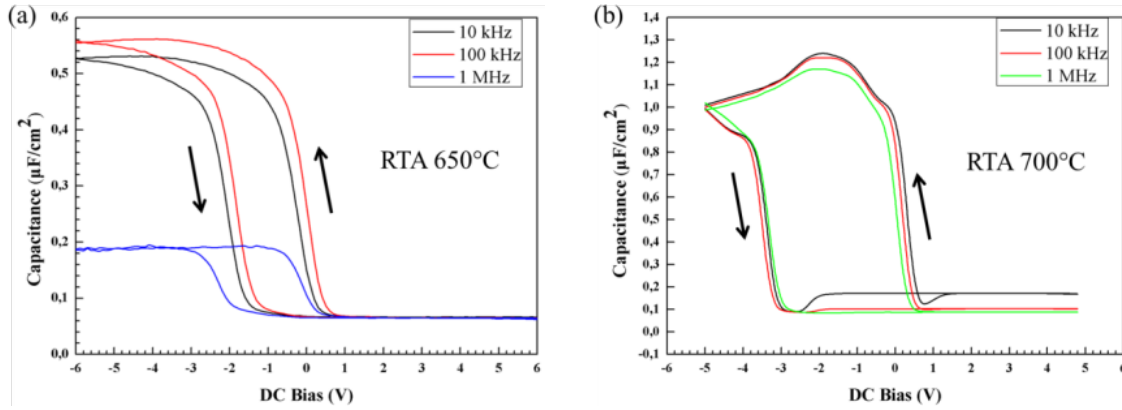 (a)
Capacitance (µF/cm²)
0,6
0,5
0,4
0,3
0,2
0,1
0,0
10 kHz
100 kHz
1 MHz
RTA 650°C
-6 -5 -4 -3 -2 -1 0 1 2 3 4 5 6
DC Bias (V)
(b)
Capacitance (µF/cm²)
1,4
1,3
1,2
1,1
1,0
0,9
0,8
0,7
0,6
0,5
0,4
0,3
0,2
0,1
0,0
-0,1
10 kHz
100 kHz
1 MHz
RTA 700°C
-6 -5 -4 -3 -2 -1 0 1 2 3 4 5 6
DC Bias (V)